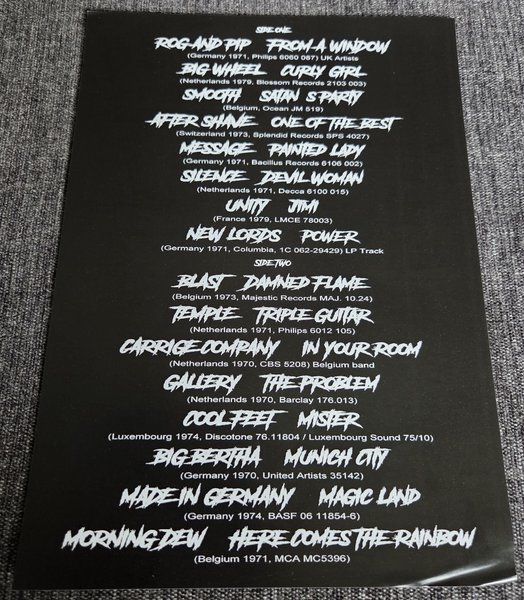 SIDE ONE
ROG AND PIP FROM A WINDOW
(Germany 1971, Philips 6060 067) UK Artists
BIG WHEEL CURLY GIRL
(Netherlands 1979, Blossom Records 2103 003)
SMOOTH SATAN S PARTY
(Belgium, Ocean JM 519)
AFTER SHAVE ONE OF THE BEST
(Switzerland 1973, Splendid Records SPS 4027)
MESSAGE PAINTED LADY
(Germany 1971, Bacillus Records 6106 002)
SILENCE DEVIL WOMAN
(Netherlands 1971, Decca 6100 015)
UNITY JIMI
(France 1979, LMCE 78003)
NEW LORDS POWER
(Germany 1971, Columbia, 1C 062-29429) LP Track
SIDE TWO
BLAST DAMNED FLAME
(Belgium 1973, Majestic Records MAJ. 10.24)
TEMPLE TRIPLE GUITAR
(Netherlands 1971, Philips 6012 105)
CARRIGE COMPANY IN YOUR ROOM
(Netherlands 1970, CBS 5208) Belgium band
GALLERY THE PROBLEM
(Netherlands 1970, Barclay 176.013)
COOL FEET MISTER
(Luxembourg 1974, Discotone 76.11804 / Luxembourg Sound 75/10)
BIG BERTHA MUNICH CITY
(Germany 1970, United Artists 35142)
MADE IN GERMANY MAGIC LAND
(Germany 1974, BASF 06 11854-6)
MORNING DEW HERE COMES THE RAINBOW
(Belgium 1971, MCA MC5396)